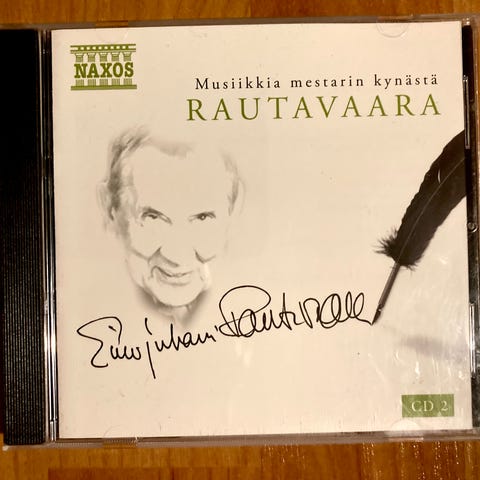 NAXOS
Musiikkia mestarin kynästä
RAUTAVAARA
Einojuhani Rautavaara
CD 2